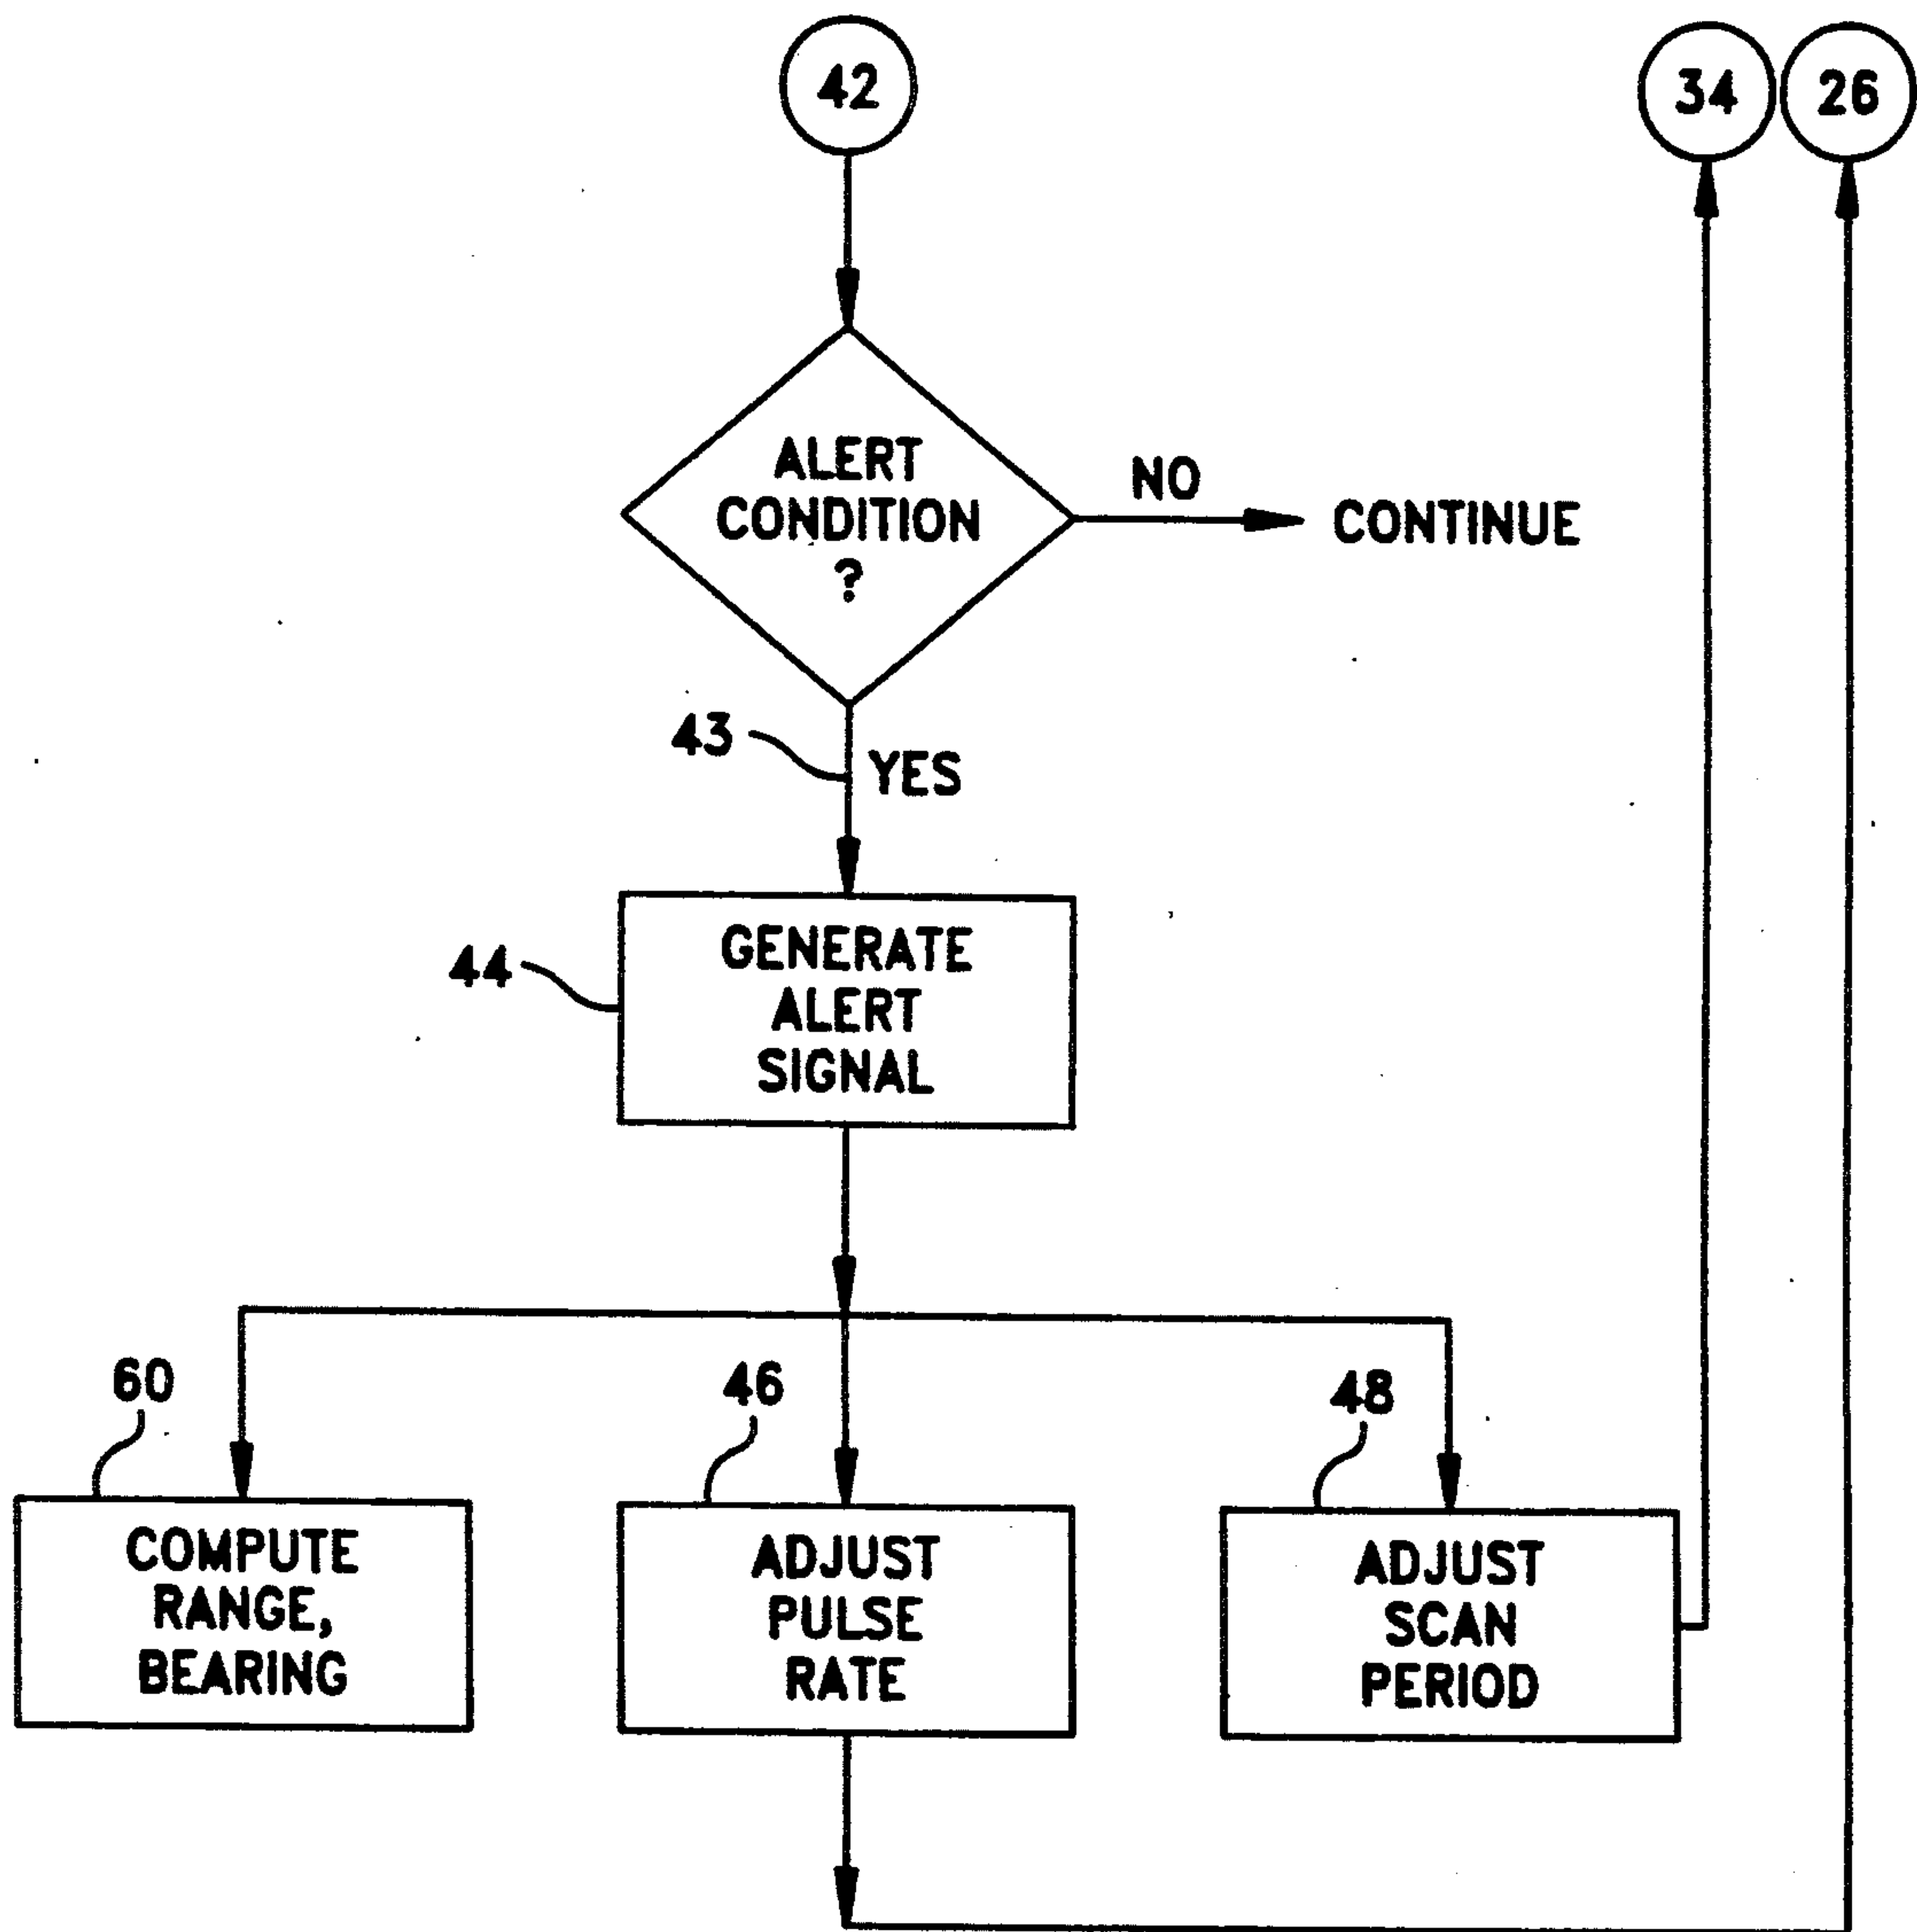 42
34
26
ALERT
CONDITION
?
NO
CONTINUE
43
YES
44
GENERATE
ALERT
SIGNAL
60
46
48
COMPUTE
RANGE,
BEARING
ADJUST
PULSE
RATE
ADJUST
SCAN
PERIOD